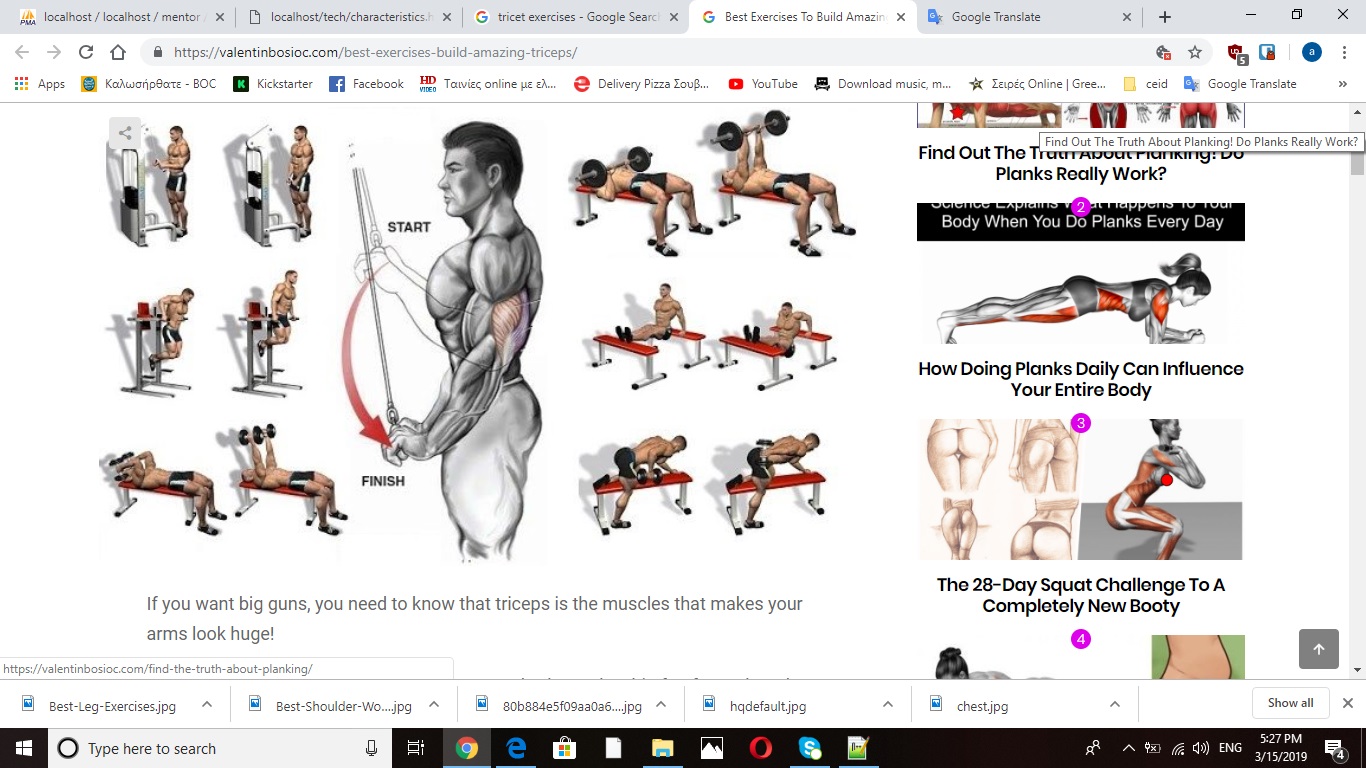 localhost / localhost / mentor /
localhost/tech/characteristics.h
tricet exercises - Google Search
Best Exercises To Build Amazing
Google Translate
https://valentinbosioc.com/best-exercises-build-amazing-triceps/
5
a
Apps
Καλωσήρθατε - BOC
Kickstarter
Facebook
HD
VIDEO
Ταινίες online με ελ...
Delivery Pizza Σουβ...
YouTube
Download music, m...
Σειρές Online | Gree...
ceid
Google Translate
»
START
FINISH
Find Out The Truth About Planking! Do Planks Really Work?
Find Out The Truth About Planking! Do
Planks Really Work?
2
Science Explains What Happens To Your
Body When You Do Planks Every Day
How Doing Planks Daily Can Influence
Your Entire Body
3
The 28-Day Squat Challenge To A
Completely New Booty
4
If you want big guns, you need to know that triceps is the muscles that makes your
arms look huge!
https://valentinbosioc.com/find-the-truth-about-planking/
Best-Leg-Exercises.jpg
Best-Shoulder-Wo....jpg
80b884e5f09aa0a6....jpg
hqdefault.jpg
chest.jpg
Show all
Type here to search
ENG
5:27 PM
3/15/2019
4